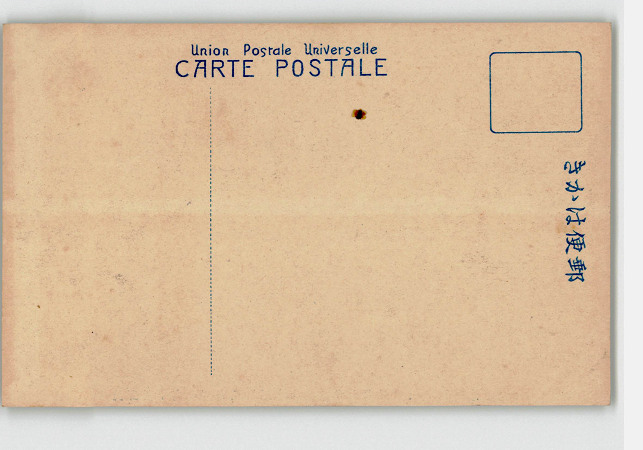 Union Postale Universelle
CARTE POSTALE
郵便はかき